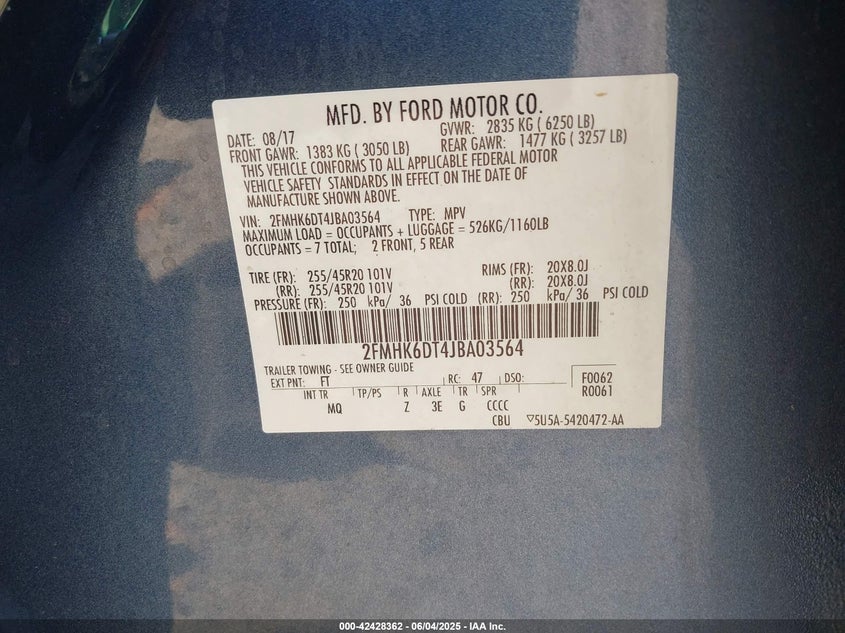 MFD. BY FORD MOTOR CO.
DATE: 08/17 GVWR: 2835 KG ( 6250 LB)
FRONT GAWR: 1383 KG ( 3050 LB) REAR GAWR: 1477 KG ( 3257 LB)
THIS VEHICLE CONFORMS TO ALL APPLICABLE FEDERAL MOTOR
VEHICLE SAFETY STANDARDS IN EFFECT ON THE DATE OF
MANUFACTURE SHOWN ABOVE.
VIN: 2FMHK6DT4JBA03564 TYPE: MPV
MAXIMUM LOAD = OCCUPANTS + LUGGAGE = 526KG/1160LB
OCCUPANTS = 7 TOTAL; 2 FRONT, 5 REAR
TIRE (FR): 255/45R20 101V RIMS (FR): 20X8.0J
(RR): 255/45R20 101V (RR): 20X8.0J
PRESSURE (FR): 250 kPa/ 36 PSI COLD (RR): 250 kPa/ 36 PSI COLD
2FMHK6DT4JBA03564
TRAILER TOWING - SEE OWNER GUIDE
EXT PNT: FT RC: 47 DSO: F0062
INT TR TP/PS R AXLE TR SPR R0061
MQ Z 3E G CCCC
CBU ▽5U5A-5420472-AA
000-42428362 - 06/04/2025 - IAA Inc.